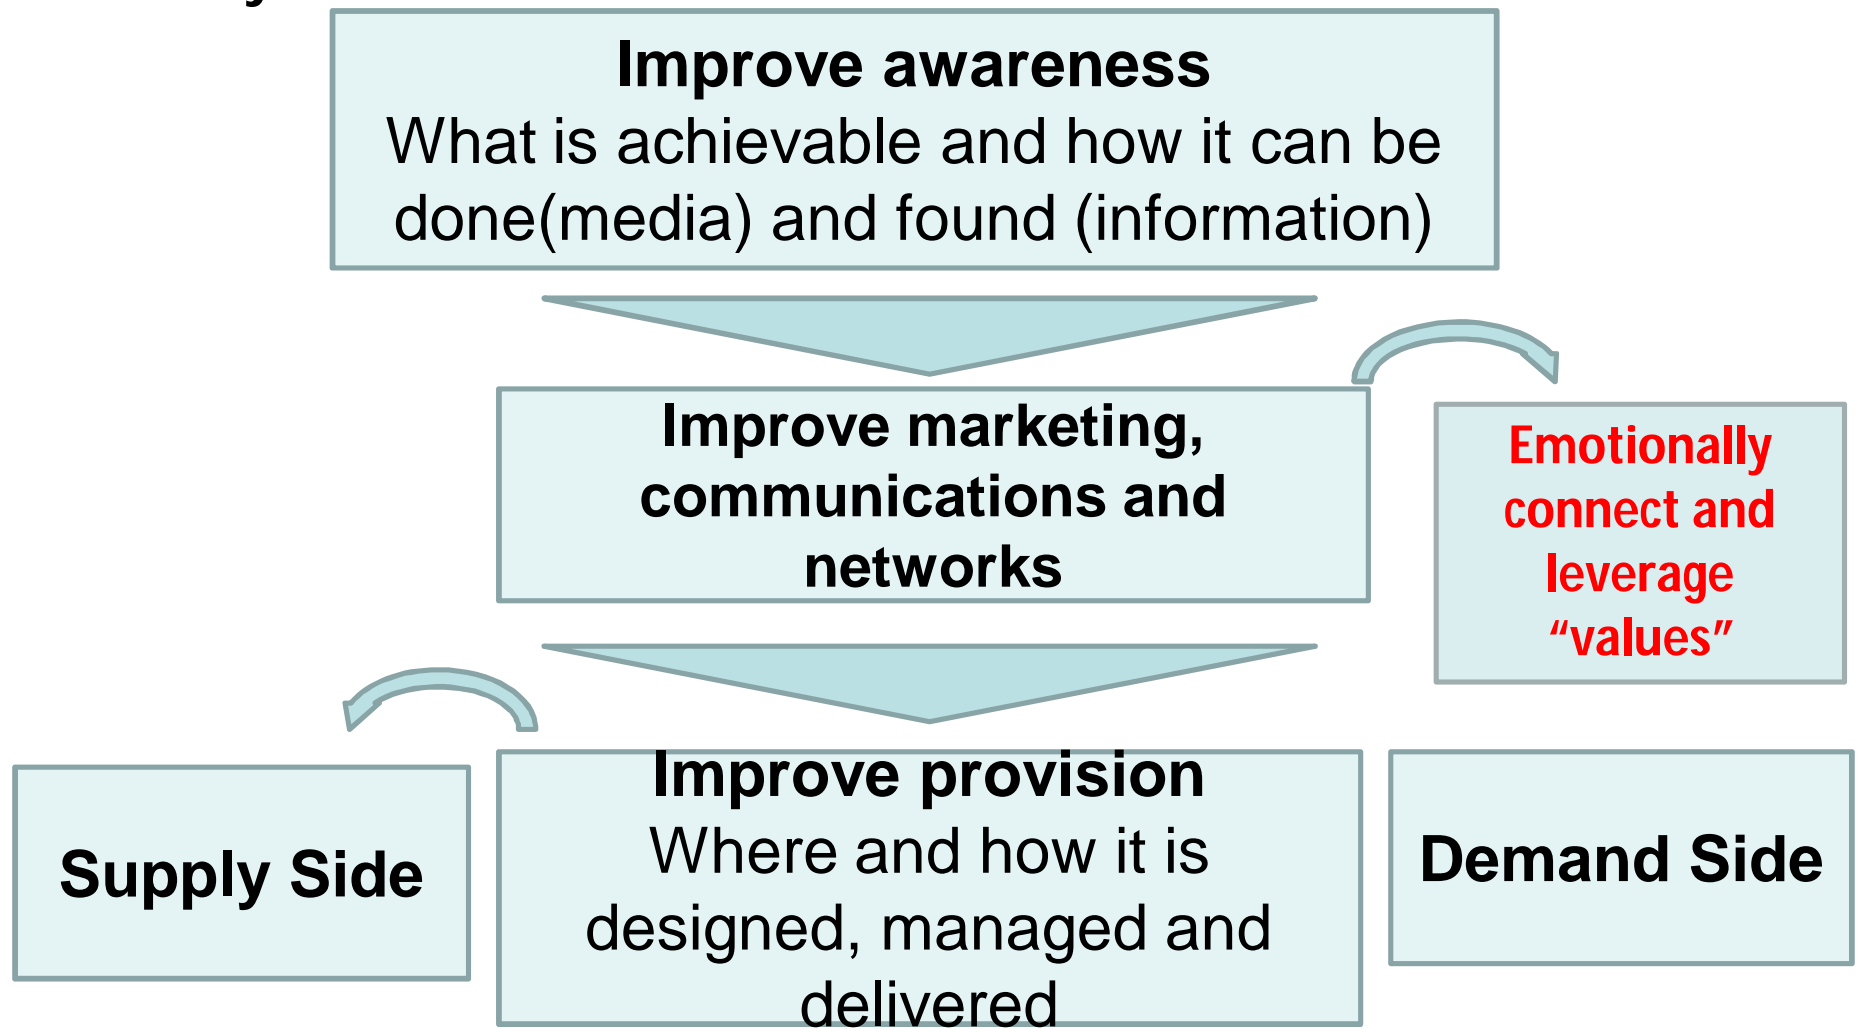 Improve awareness
What is achievable and how it can be
done(media) and found (information)
Improve marketing,
communications and
networks
Emotionally
connect and
leverage
“values”
Supply Side
Improve provision
Where and how it is
designed, managed and
delivered
Demand Side